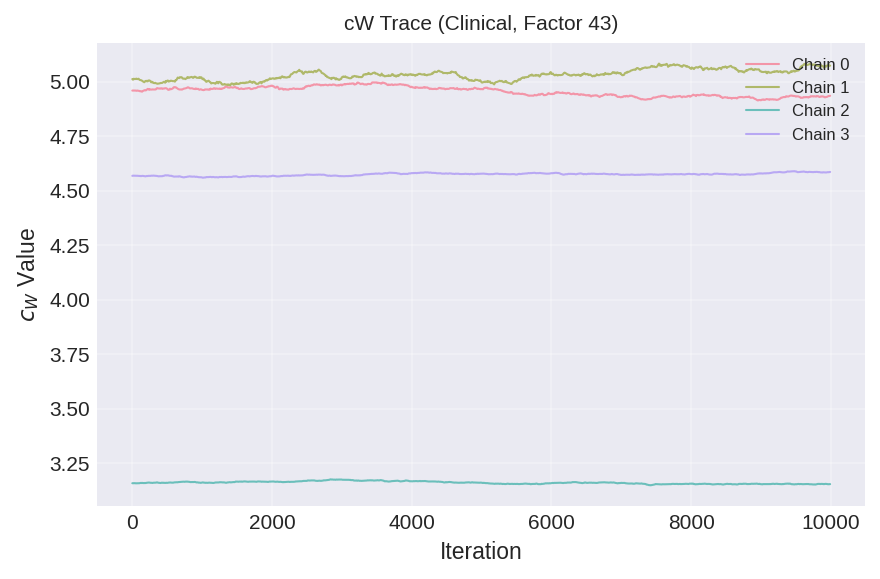 cW Trace (Clinical, Factor 43)
Chain 0
Chain 1
Chain 2
Chain 3
5.00
4.75
4.50
4.25
4.00
3.75
3.50
3.25
c_W Value
0 2000 4000 6000 8000 10000
Iteration